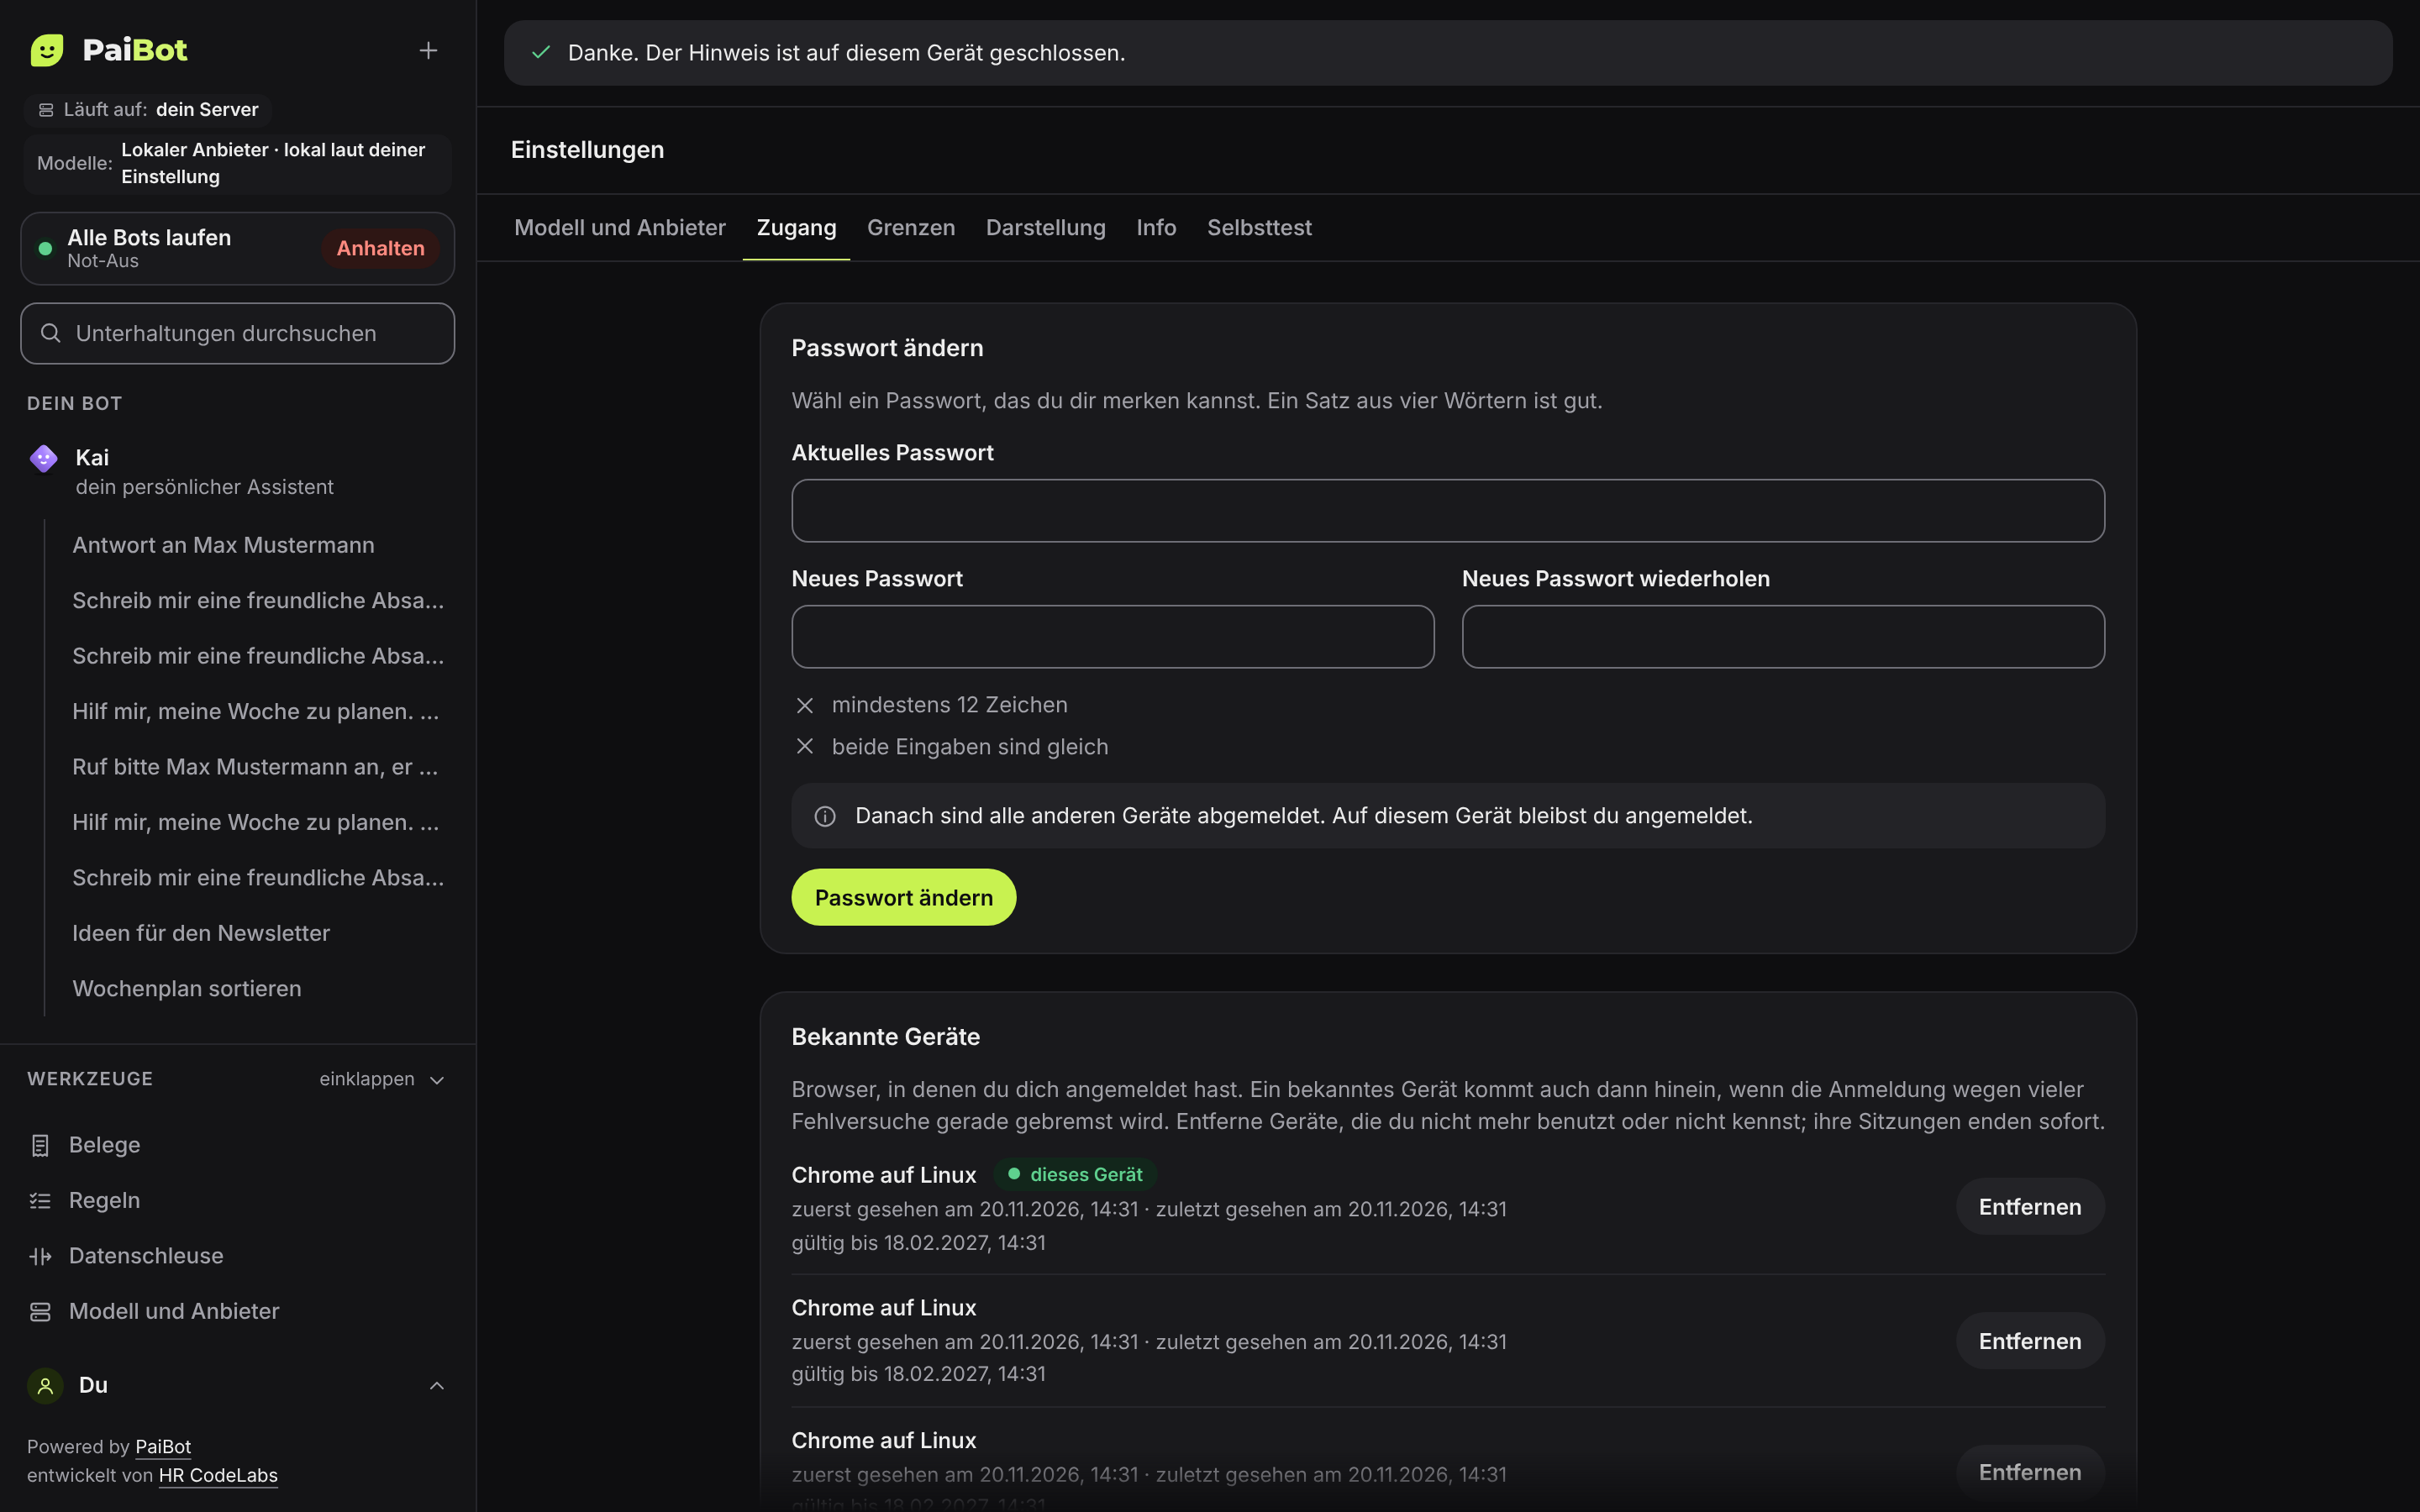 PaiBot
Läuft auf: dein Server
Modelle: Lokaler Anbieter · lokal laut deiner
Einstellung
Alle Bots laufen
Not-Aus
Anhalten
Unterhaltungen durchsuchen
DEIN BOT
Kai
dein persönlicher Assistent
Antwort an Max Mustermann
Schreib mir eine freundliche Absa...
Schreib mir eine freundliche Absa...
Hilf mir, meine Woche zu planen. ...
Ruf bitte Max Mustermann an, er ...
Hilf mir, meine Woche zu planen. ...
Schreib mir eine freundliche Absa...
Ideen für den Newsletter
Wochenplan sortieren
WERKZEUGE einklappen
Belege
Regeln
Datenschleuse
Modell und Anbieter
Du
Powered by PaiBot
entwickelt von HR CodeLabs
Danke. Der Hinweis ist auf diesem Gerät geschlossen.
Einstellungen
Modell und Anbieter Zugang Grenzen Darstellung Info Selbsttest
Passwort ändern
Wähl ein Passwort, das du dir merken kannst. Ein Satz aus vier Wörtern ist gut.
Aktuelles Passwort
Neues Passwort Neues Passwort wiederholen
mindestens 12 Zeichen
beide Eingaben sind gleich
Danach sind alle anderen Geräte abgemeldet. Auf diesem Gerät bleibst du angemeldet.
Passwort ändern
Bekannte Geräte
Browser, in denen du dich angemeldet hast. Ein bekanntes Gerät kommt auch dann hinein, wenn die Anmeldung wegen vieler
Fehlversuche gerade gebremst wird. Entferne Geräte, die du nicht mehr benutzt oder nicht kennst; ihre Sitzungen enden sofort.
Chrome auf Linux dieses Gerät
zuerst gesehen am 20.11.2026, 14:31 · zuletzt gesehen am 20.11.2026, 14:31
gültig bis 18.02.2027, 14:31
Entfernen
Chrome auf Linux
zuerst gesehen am 20.11.2026, 14:31 · zuletzt gesehen am 20.11.2026, 14:31
gültig bis 18.02.2027, 14:31
Entfernen
Chrome auf Linux
zuerst gesehen am 20.11.2026, 14:31 · zuletzt gesehen am 20.11.2026, 14:31
gültig bis 18.02.2027, 14:31
Entfernen